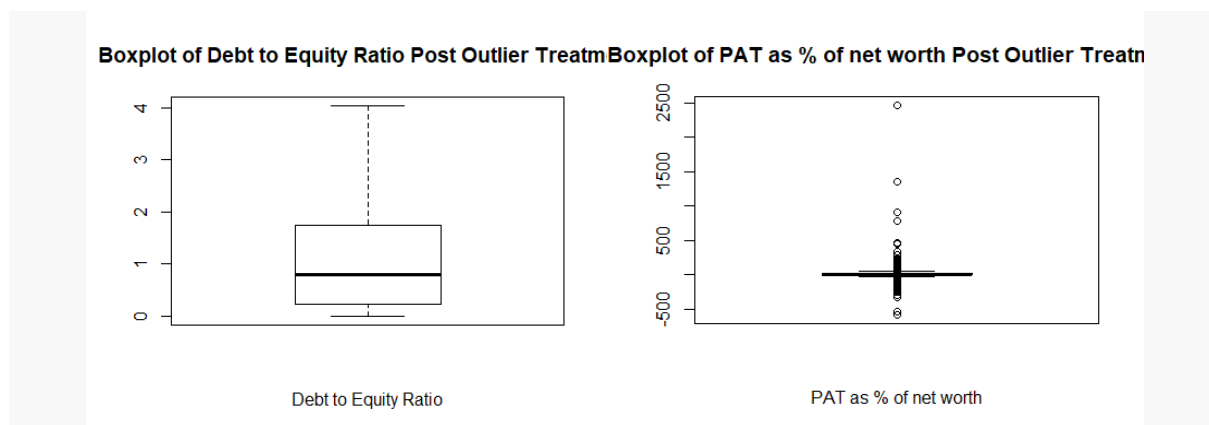 Boxplot of Debt to Equity Ratio Post Outlier Treatm
4
3
2
1
0
Debt to Equity Ratio
Boxplot of PAT as % of net worth Post Outlier Treatn
2500
1500
500
-500
PAT as % of net worth